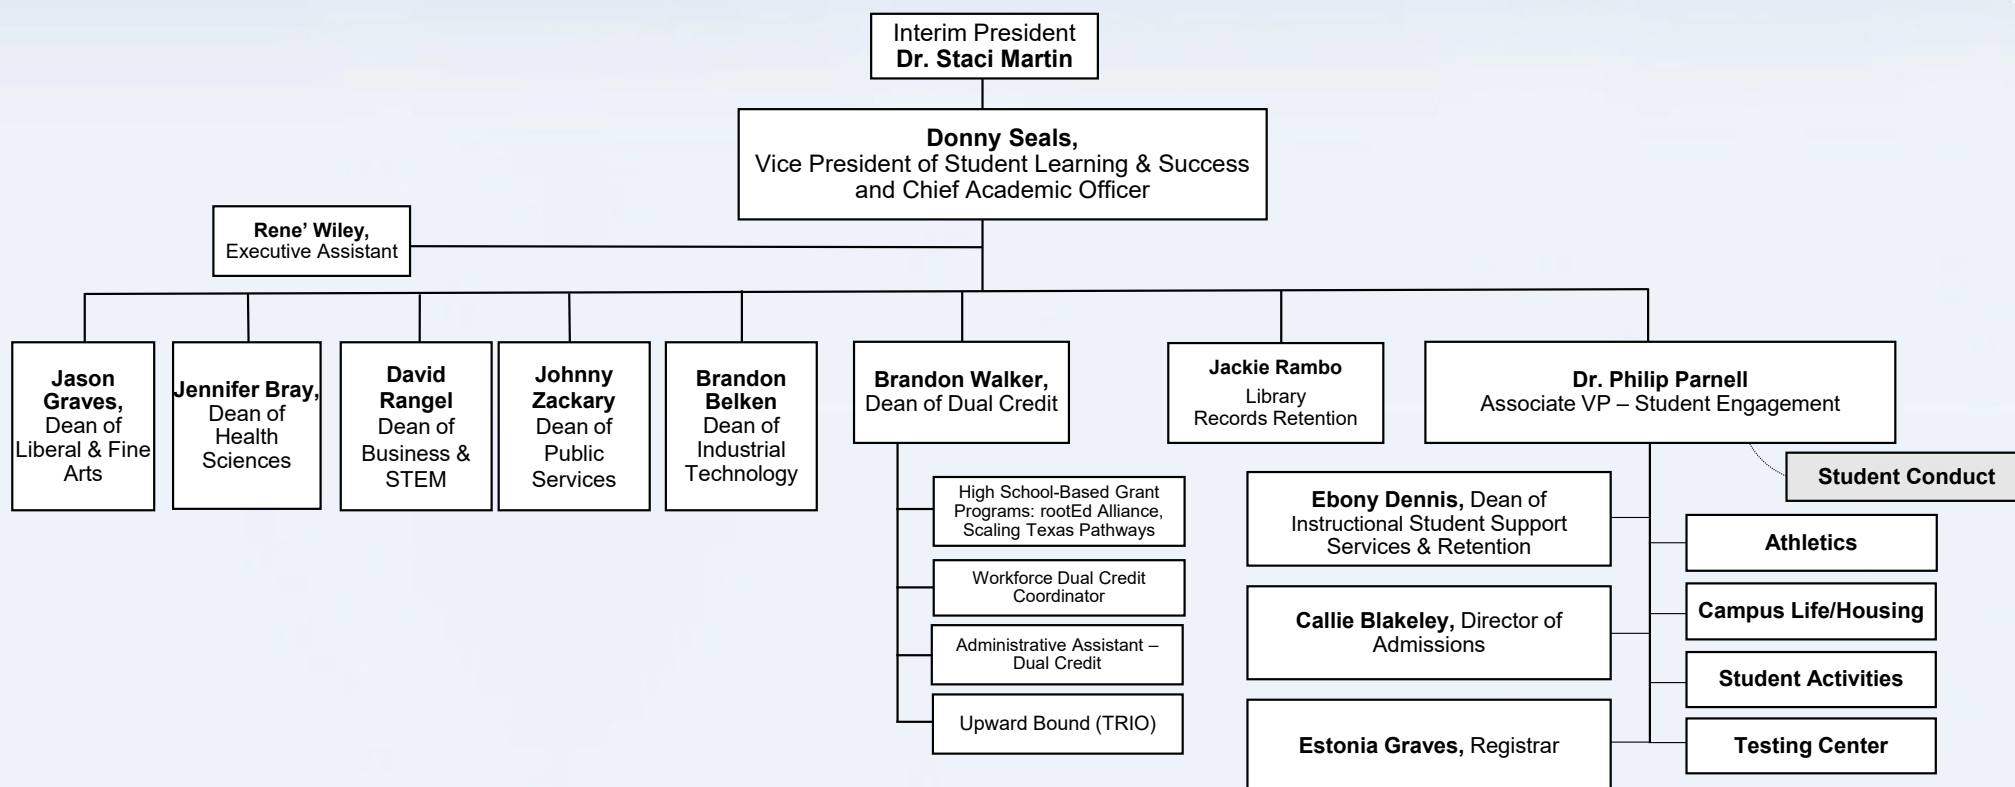 Interim President
Dr. Staci Martin
Donny Seals,
Vice President of Student Learning & Success
and Chief Academic Officer
Rene’ Wiley,
Executive Assistant
Jason
Graves,
Dean of
Liberal & Fine
Arts
Jennifer Bray,
Dean of
Health
Sciences
David
Rangel
Dean of
Business &
STEM
Johnny
Zackary
Dean of
Public
Services
Brandon
Belken
Dean of
Industrial
Technology
Brandon Walker,
Dean of Dual Credit
Jackie Rambo
Library
Records Retention
Dr. Philip Parnell
Associate VP – Student Engagement
Student Conduct
High School-Based Grant
Programs: rootEd Alliance,
Scaling Texas Pathways
Workforce Dual Credit
Coordinator
Administrative Assistant –
Dual Credit
Upward Bound (TRIO)
Ebony Dennis, Dean of
Instructional Student Support
Services & Retention
Callie Blakeley, Director of
Admissions
Estonia Graves, Registrar
Athletics
Campus Life/Housing
Student Activities
Testing Center